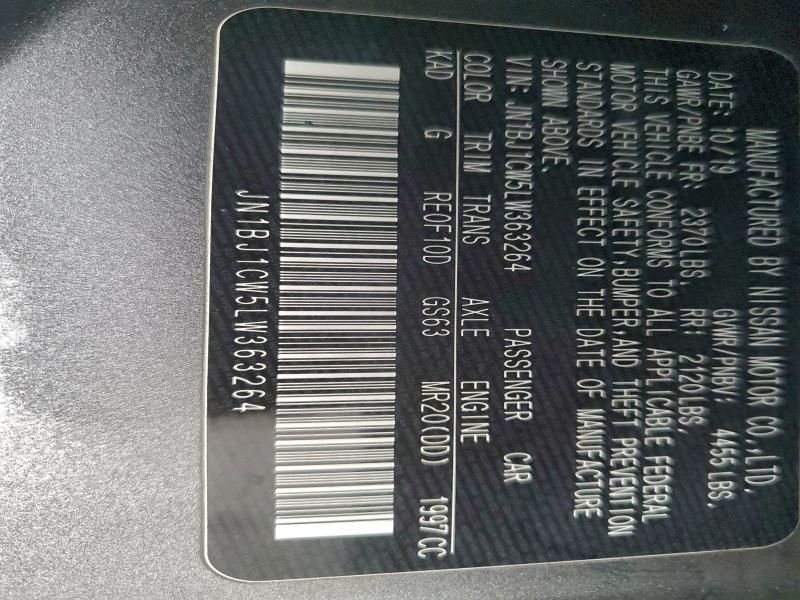 MANUFACTURED BY NISSAN MOTOR CO.,LTD.
DATE: 10/19 GVWR/PNBV: 4455 LBS,
GAWR/PNBE FR: 2370 LBS, RR: 2120 LBS,
THIS VEHICLE CONFORMS TO ALL APPLICABLE FEDERAL
MOTOR VEHICLE SAFETY, BUMPER, AND THEFT PREVENTION
STANDARDS IN EFFECT ON THE DATE OF MANUFACTURE
SHOWN ABOVE.
VIN: JN1BJ1CW5LW363264 PASSENGER CAR
COLOR TRIM TRANS AXLE ENGINE
KAD G RE0F10D GS63 MR20(DD) 1997CC
JN1BJ1CW5LW363264